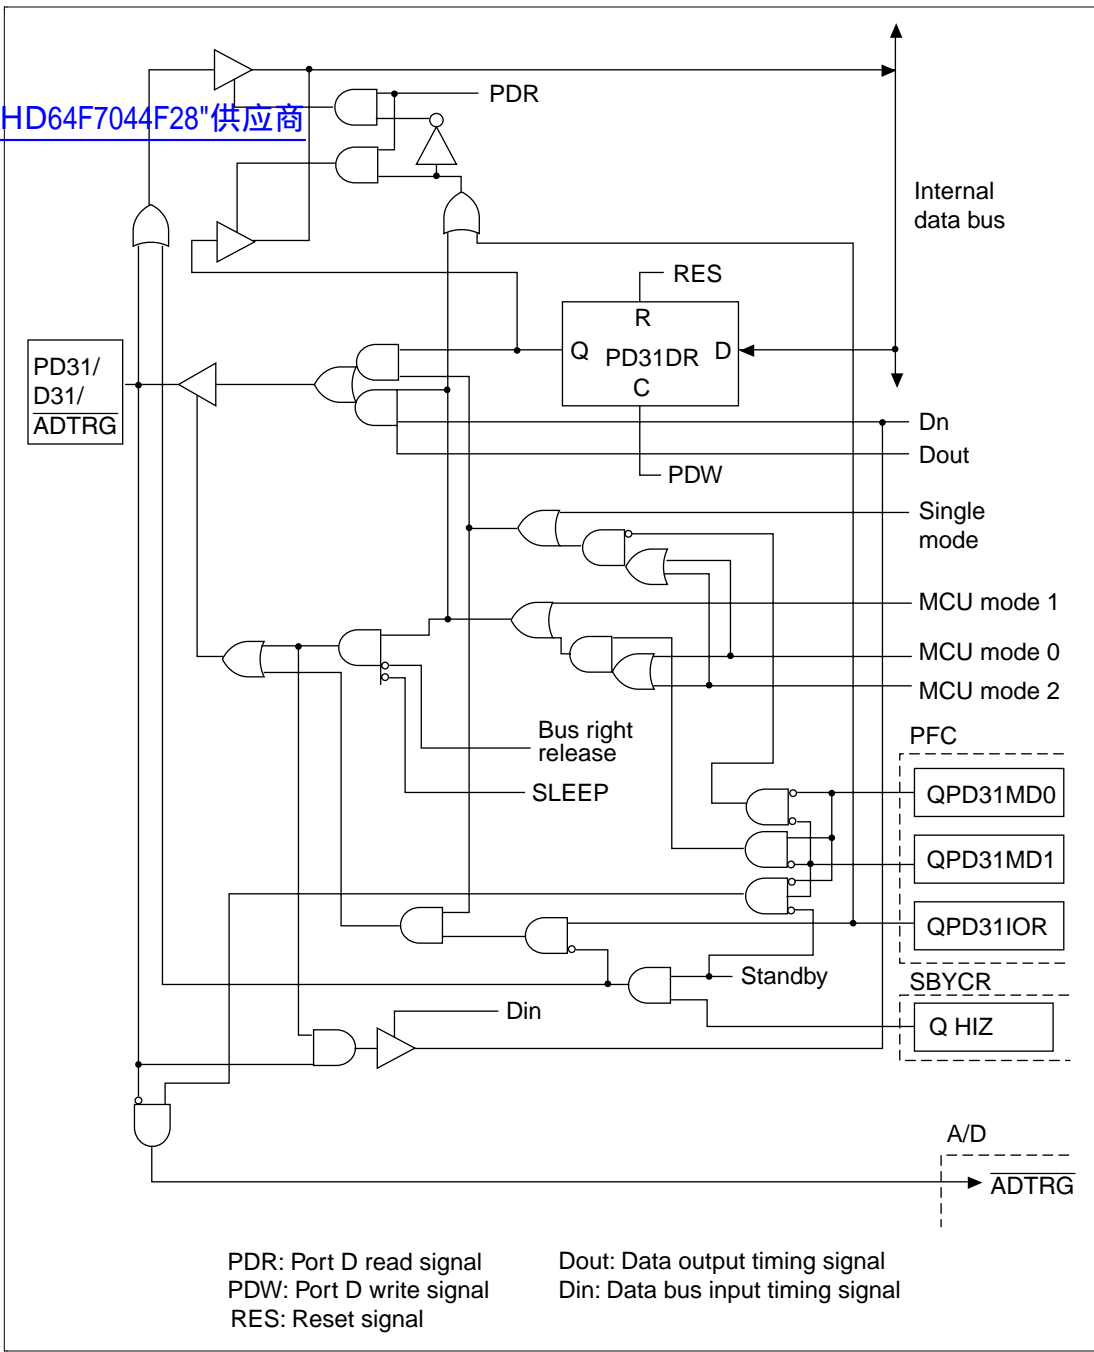 PDR
HD64F7044F28"供应商
Internal
data bus
RES
R
Q
PD31DR
D
C
PD31/
D31/
ADTRG
Dn
Dout
PDW
Single
mode
MCU mode 1
MCU mode 0
MCU mode 2
Bus right
release
PFC
SLEEP
QPD31MD0
QPD31MD1
QPD31IOR
Standby
SBYCR
Din
Q HIZ
A/D
ADTRG
PDR: Port D read signal
PDW: Port D write signal
RES: Reset signal
Dout: Data output timing signal
Din: Data bus input timing signal